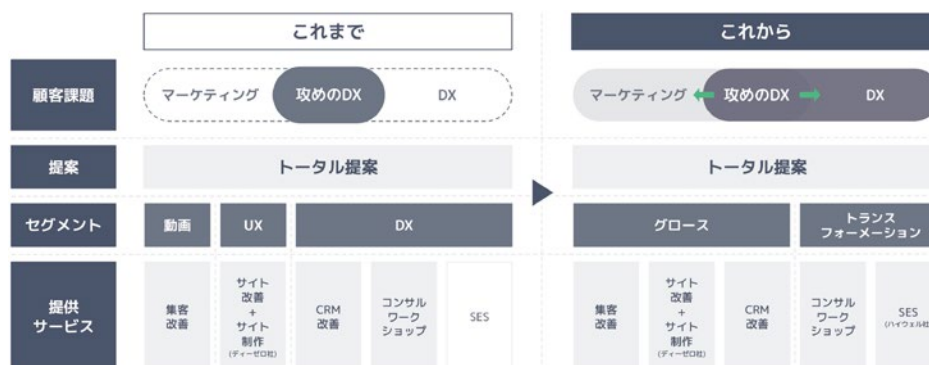 これまで
これから
顧客課題
マーケティング
攻めのDX
DX
マーケティング
攻めのDX
DX
提案
トータル提案
トータル提案
セグメント
動画
UX
DX
グロース
トランス
フォーメーション
提供
サービス
集客
改善
サイト
改善
+
サイト
制作
(ディーゼロ社)
CRM
改善
コンサル
ワーク
ショップ
SES
集客
改善
サイト
改善
+
サイト
制作
(ディーゼロ社)
CRM
改善
コンサル
ワーク
ショップ
SES
(ハイウェル社)